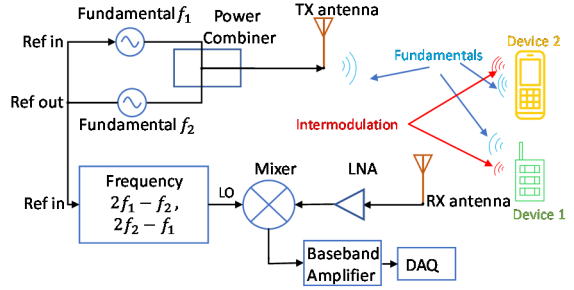 Fundamental f₁
Power
Combiner
TX antenna
Ref in
Fundamentals
Device 2
Ref out
Fundamental f₂
Intermodulation
Ref in
Frequency
2f₁ − f₂,
2f₂ − f₁
LO
Mixer
LNA
RX antenna
Device 1
Baseband
Amplifier
DAQ